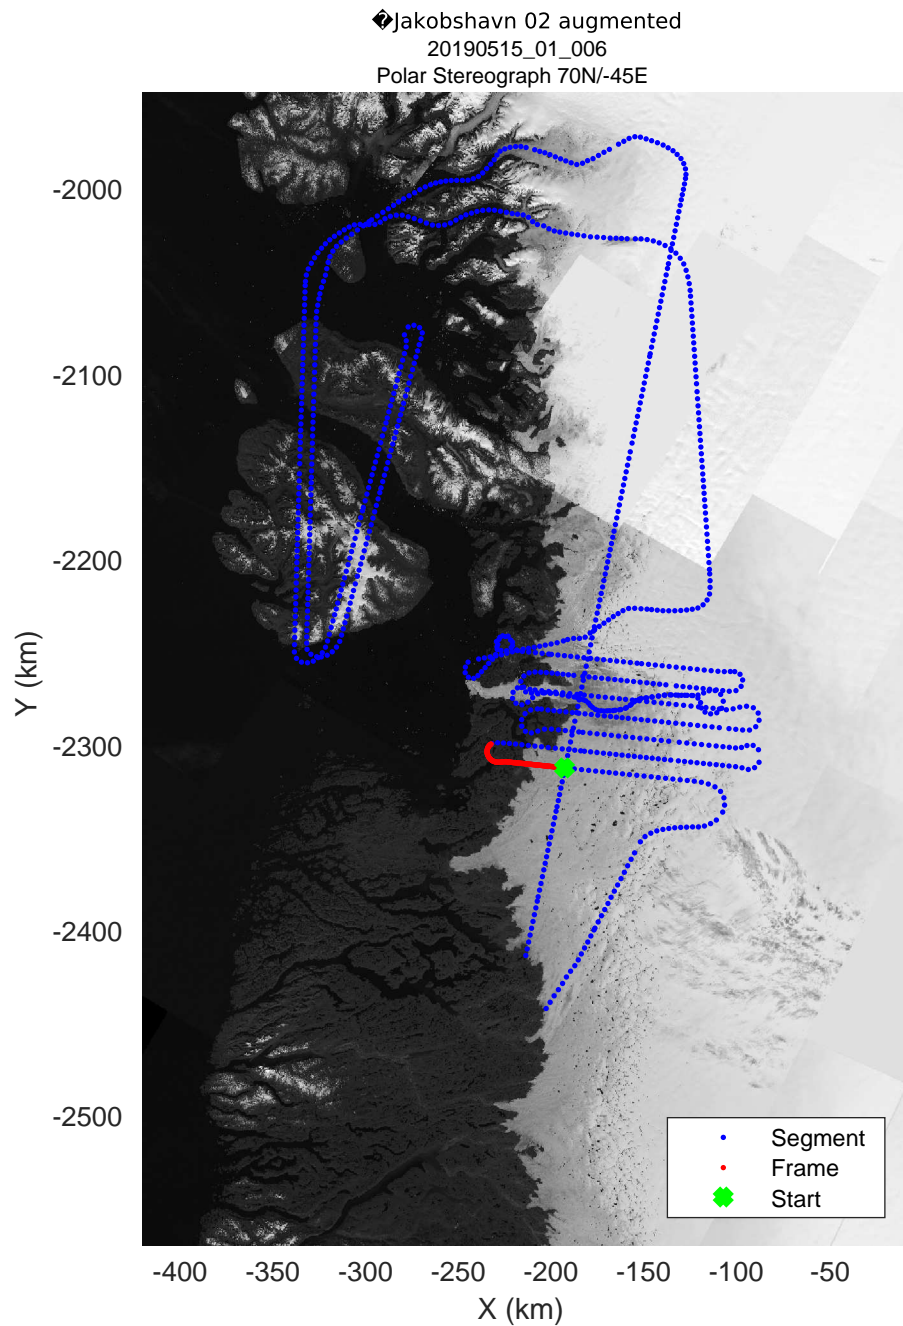 �Jakobshavn 02 augmented
20190515_01_006
Polar Stereograph 70N/-45E
-2000
-2100
-2200
-2300
-2400
-2500
Y (km)
Segment
Frame
Start
-400 -350 -300 -250 -200 -150 -100 -50
X (km)